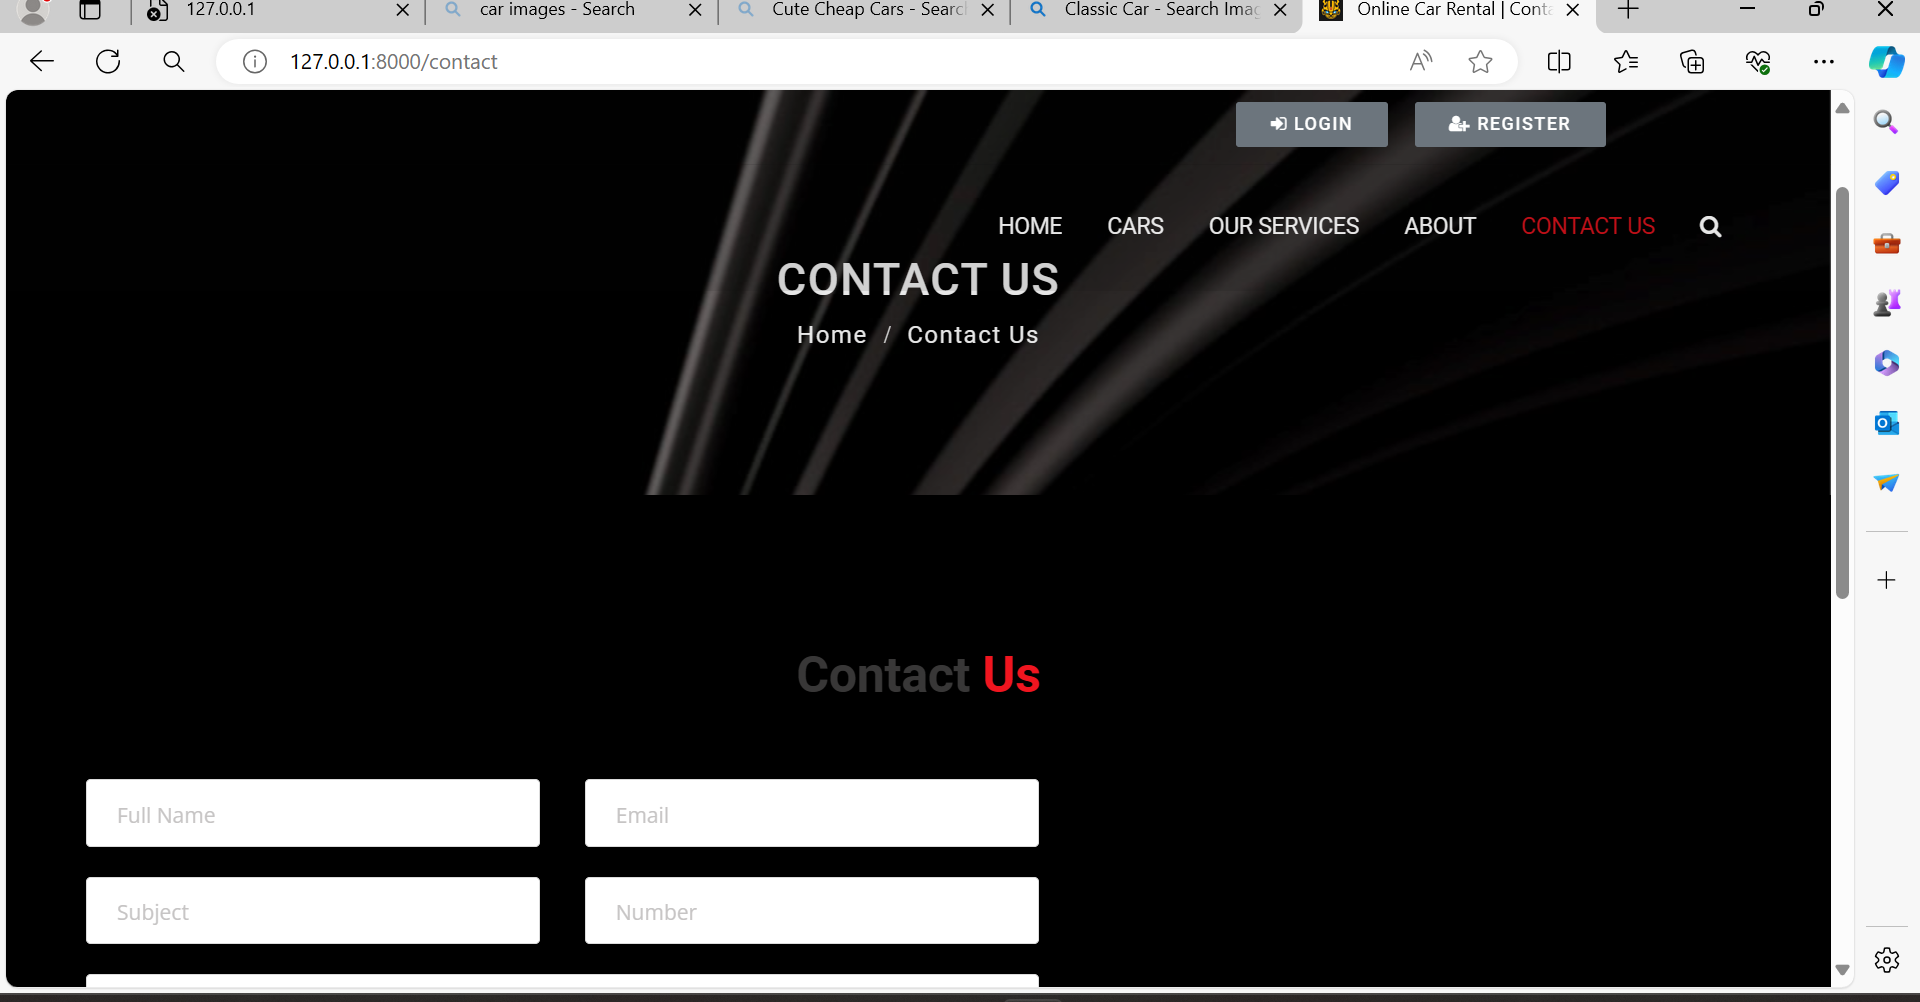 127.0.0.1
car images - Search
Cute Cheap Cars - Searc
Classic Car - Search Imag
Online Car Rental | Conta
127.0.0.1:8000/contact
LOGIN
REGISTER
HOME
CARS
OUR SERVICES
ABOUT
CONTACT US
CONTACT US
Home / Contact Us
Contact Us
Full Name
Email
Subject
Number